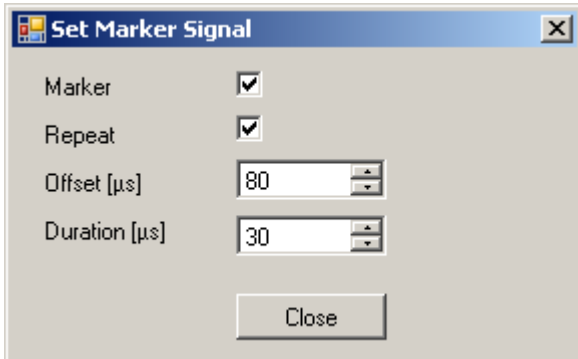 Set Marker Signal
Marker
Repeat
Offset [µs] 80
Duration [µs] 30
Close